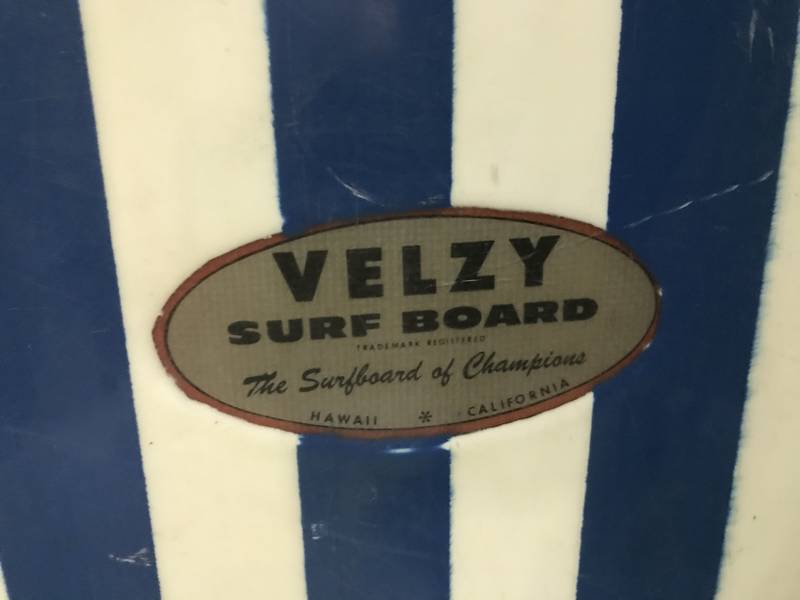 VELZY
SURF BOARD
TRADEMARK REGISTERED
The Surfboard of Champions
HAWAII * CALIFORNIA